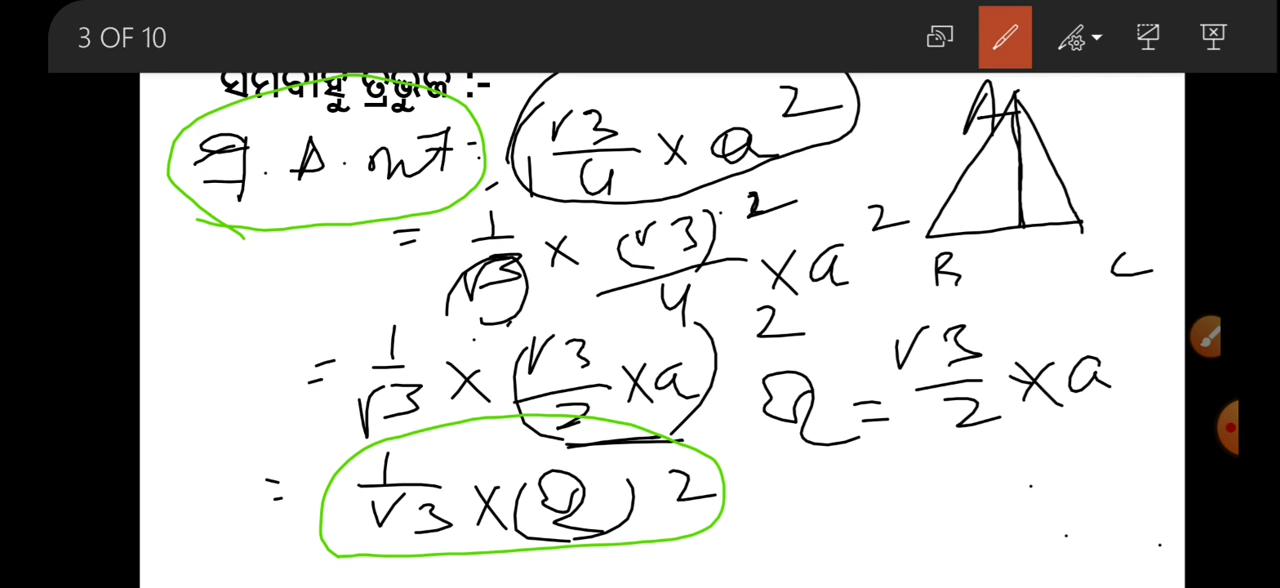 3 OF 10
ସମବାହୁ ତ୍ରିଭୁଜ :-
√3/4 × a²
A
= 1/√3 × (√3)²/4 × a²
B C
= 1/√3 × (√3/2 × a)²
= √3/2 × a
= 1/√3 × ( )²